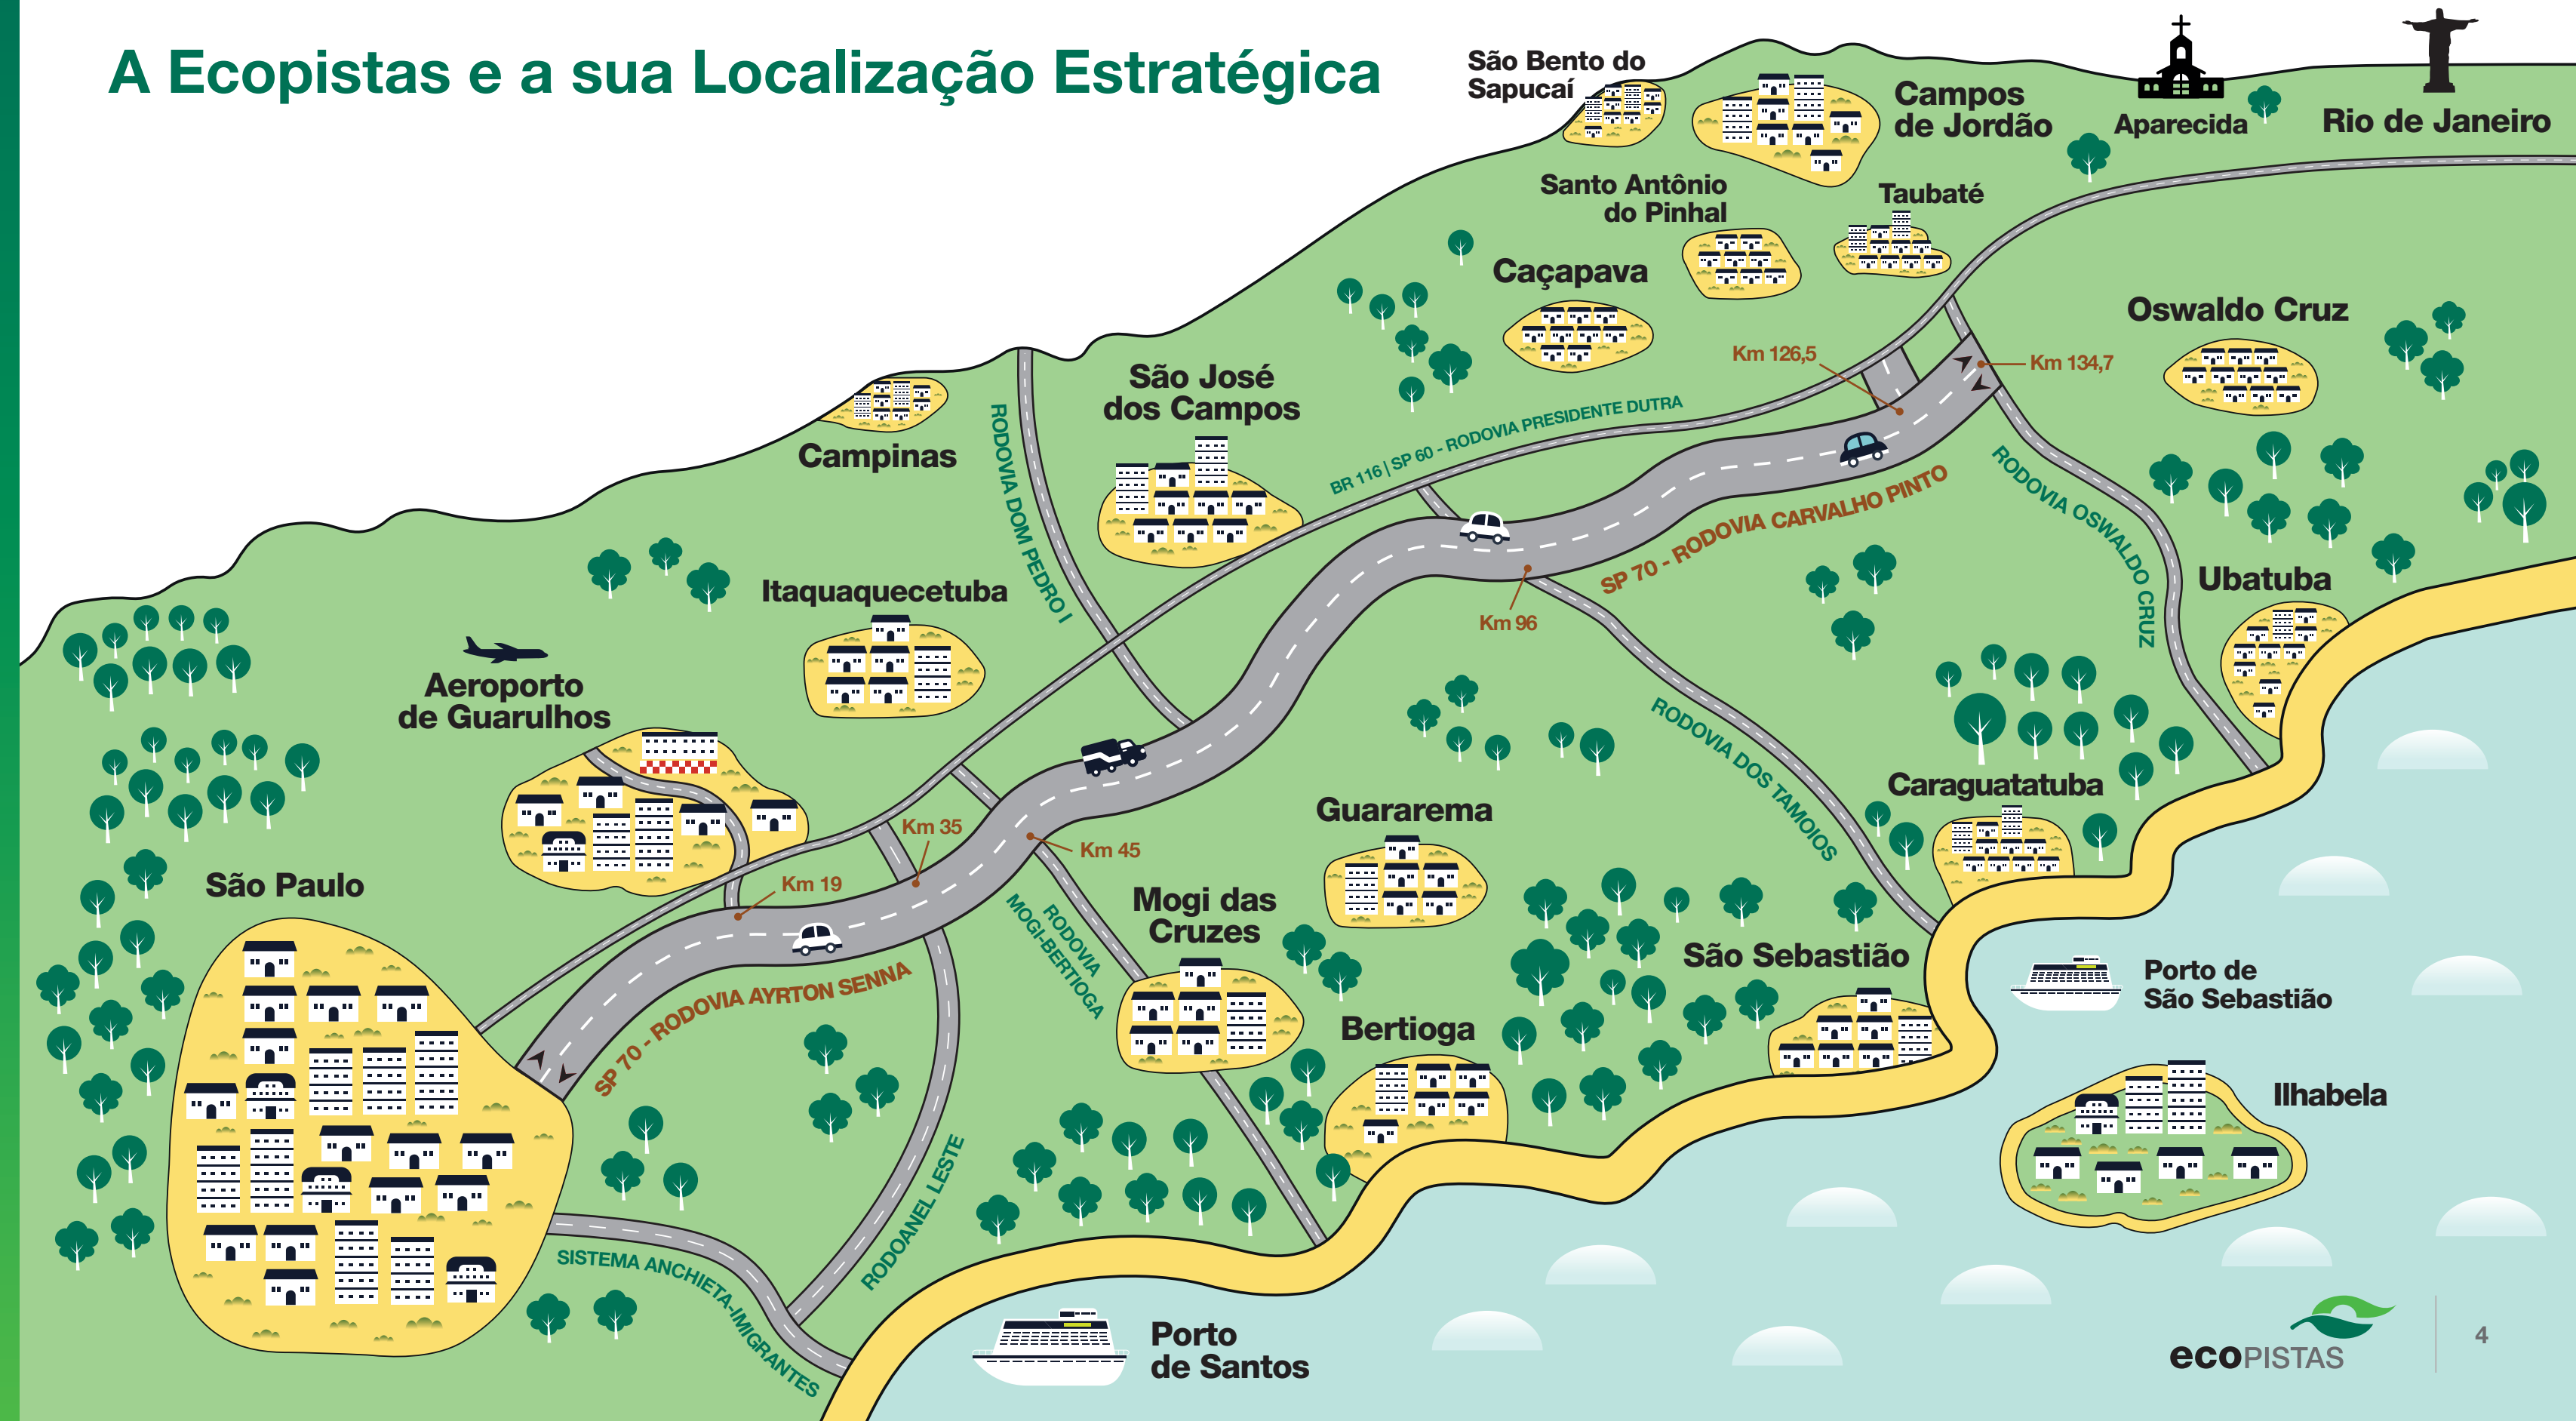 A Ecopistas e a sua Localização Estratégica
São Bento do
Sapucaí
Campos
de Jordão
Aparecida
Rio de Janeiro
Santo Antônio
do Pinhal
Taubaté
Caçapava
Oswaldo Cruz
Km 126,5
Km 134,7
São José
dos Campos
Campinas
RODOVIA DOM PEDRO I
BR 116 | SP 60 - RODOVIA PRESIDENTE DUTRA
SP 70 - RODOVIA CARVALHO PINTO
RODOVIA OSWALDO CRUZ
Ubatuba
Itaquaquecetuba
Km 96
Aeroporto
de Guarulhos
RODOVIA DOS TAMOIOS
Caraguatatuba
Guararema
Km 35
Km 45
Km 19
São Paulo
Mogi das
Cruzes
RODOVIA
MOGI-BERTIOGA
São Sebastião
Porto de
São Sebastião
SP 70 - RODOVIA AYRTON SENNA
Bertioga
Ilhabela
RODOANEL LESTE
SISTEMA ANCHIETA-IMIGRANTES
Porto
de Santos
ecoPISTAS
4